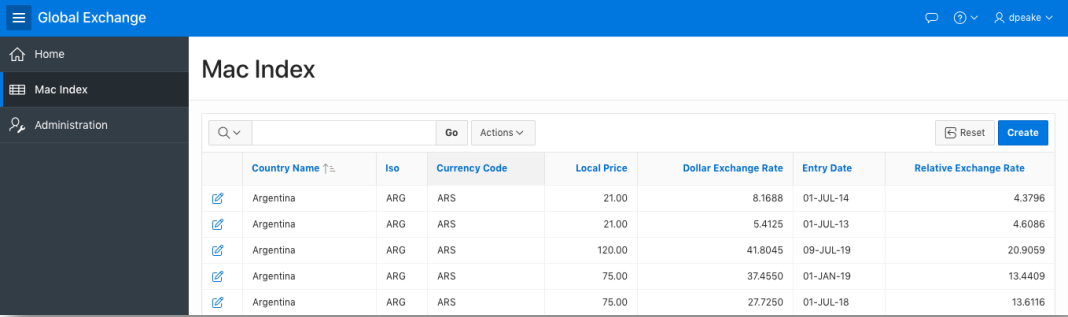 Global Exchange
dpeake
Home
Mac Index
Administration
Mac Index
Go Actions Reset Create
Country Name Iso Currency Code Local Price Dollar Exchange Rate Entry Date Relative Exchange Rate
Argentina ARG ARS 21.00 8.1688 01-JUL-14 4.3796
Argentina ARG ARS 21.00 5.4125 01-JUL-13 4.6086
Argentina ARG ARS 120.00 41.8045 09-JUL-19 20.9059
Argentina ARG ARS 75.00 37.4550 01-JAN-19 13.4409
Argentina ARG ARS 75.00 27.7250 01-JUL-18 13.6116